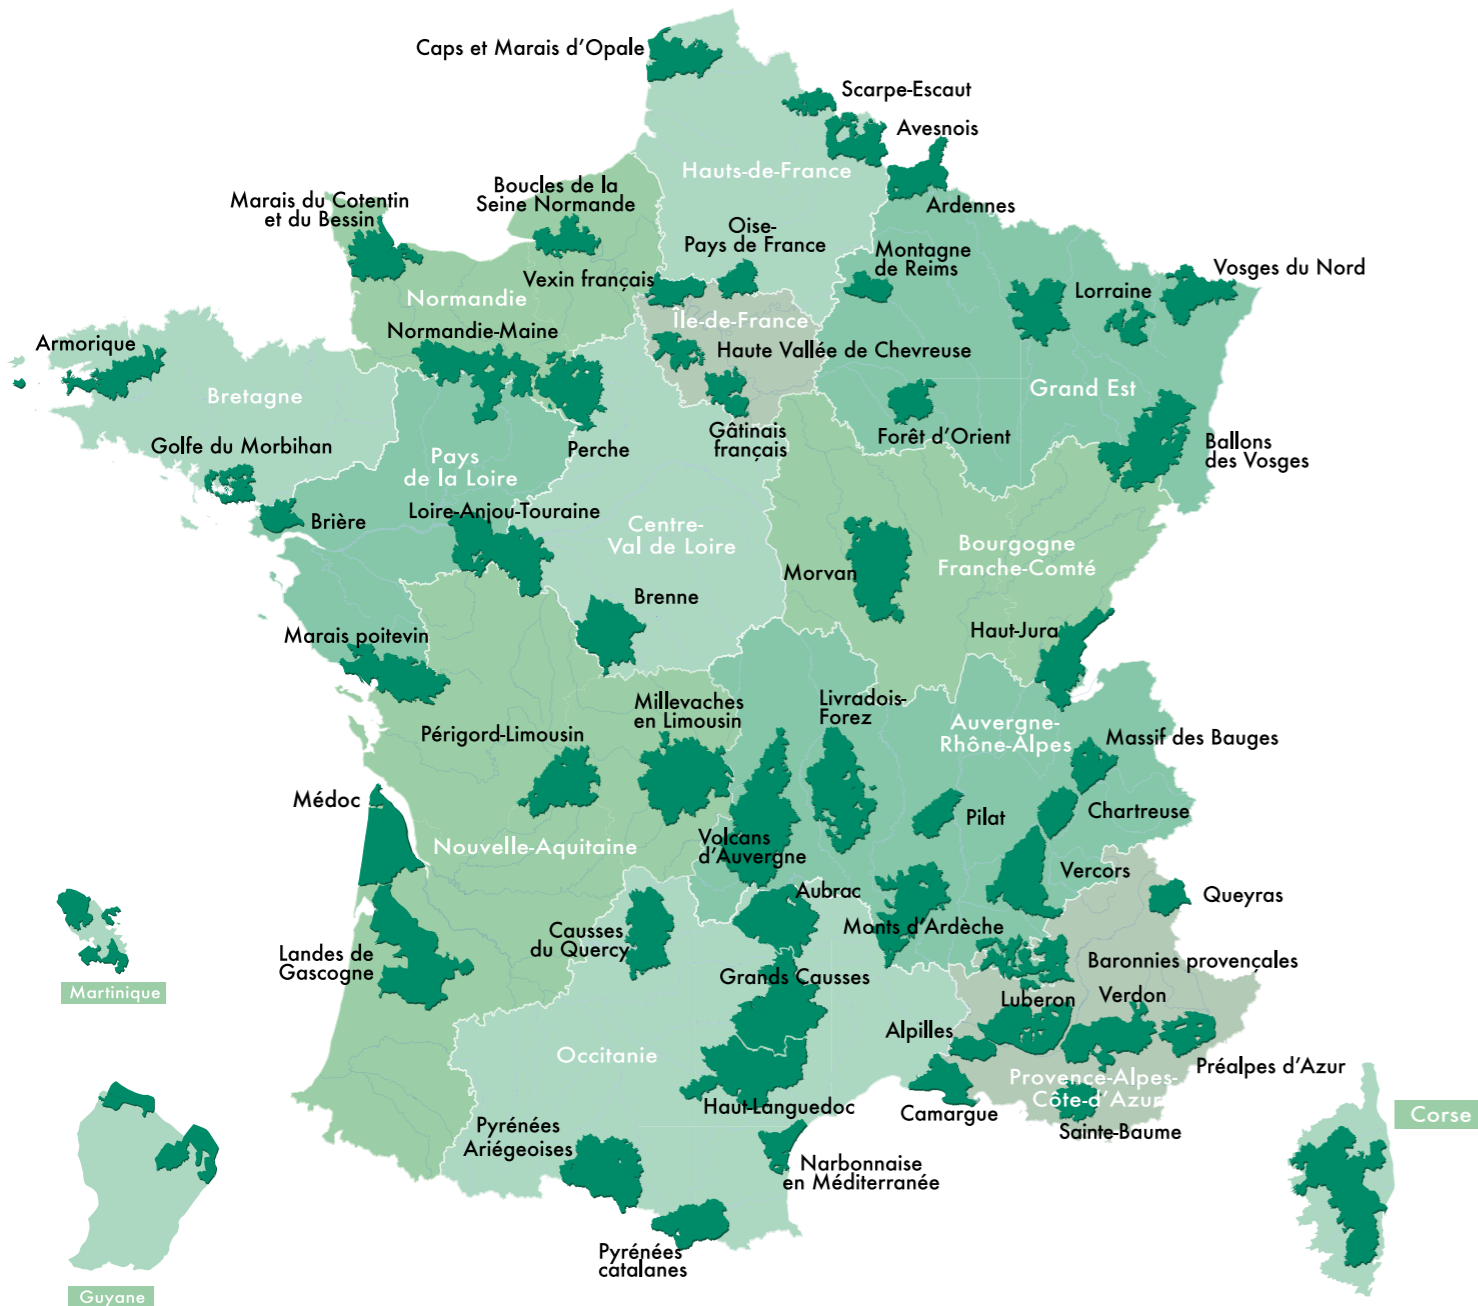 Caps et Marais d'Opale
Scarpe-Escaut
Avesnois
Hauts-de-France
Ardennes
Marais du Cotentin
et du Bessin
Boucles de la
Seine Normande
Oise-
Pays de France
Montagne
de Reims
Vosges du Nord
Vexin français
Lorraine
Normandie
Île-de-France
Normandie-Maine
Haute Vallée de Chevreuse
Armorique
Bretagne
Grand Est
Golfe du Morbihan
Perche
Gâtinais
français
Forêt d'Orient
Ballons
des Vosges
Pays
de la Loire
Brière
Loire-Anjou-Touraine
Centre-
Val de Loire
Bourgogne
Franche-Comté
Morvan
Brenne
Haut-Jura
Marais poitevin
Millevaches
en Limousin
Livradois-
Forez
Auvergne-
Rhône-Alpes
Massif des Bauges
Périgord-Limousin
Médoc
Pilat
Chartreuse
Nouvelle-Aquitaine
Volcans
d'Auvergne
Vercors
Aubrac
Queyras
Causses
du Quercy
Monts d'Ardèche
Landes de
Gascogne
Grands Causses
Baronnies provençales
Martinique
Luberon
Verdon
Alpilles
Occitanie
Préalpes d'Azur
Provence-Alpes-
Côte-d'Azur
Haut-Languedoc
Camargue
Corse
Sainte-Baume
Pyrénées
Ariégeoises
Narbonnaise
en Méditerranée
Pyrénées
catalanes
Guyane